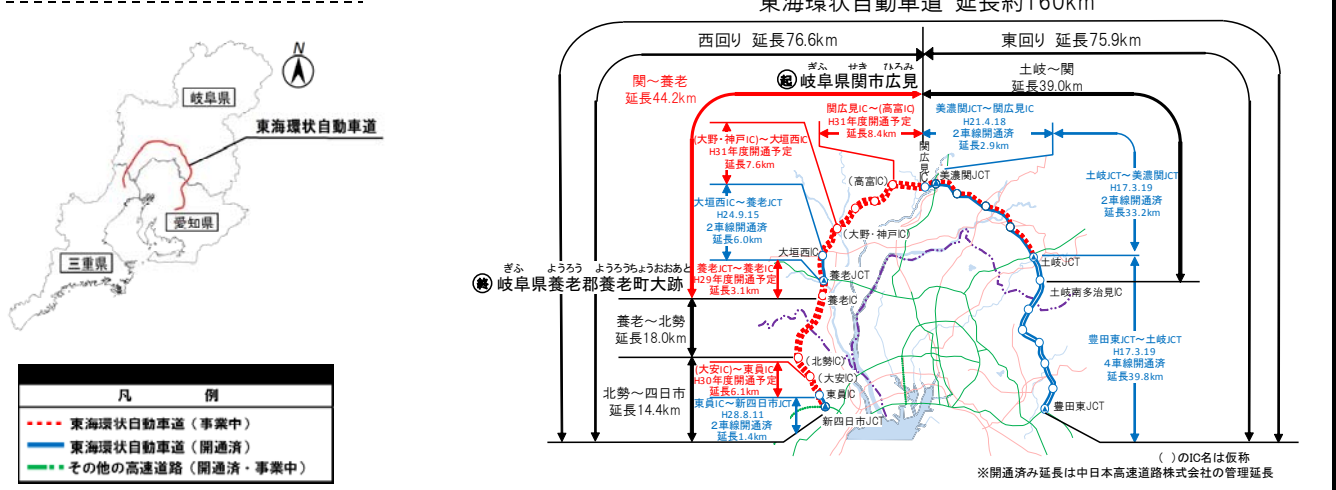 東海環状自動車道 延長約160km
西回り 延長76.6km
東回り 延長75.9km
N
岐阜県
東海環状自動車道
愛知県
三重県
関～養老
延長44.2km
ぎふ せき ひろみ
起 岐阜県関市広見
土岐～関
延長39.0km
関広見IC～(高富IC)
H31年度開通予定
延長8.4km
美濃関JCT～関広見IC
H21.4.18
2車線開通済
延長2.9km
(大野・神戸IC)～大垣西IC
H31年度開通予定
延長7.6km
関広見IC
美濃関JCT
(高富IC)
土岐JCT～美濃関JCT
H17.3.19
2車線開通済
延長33.2km
大垣西IC～養老JCT
H24.9.15
2車線開通済
延長6.0km
(大野・神戸IC)
大垣西IC
土岐JCT
ぎふ ようろう ようろうちょうおおあと
終 岐阜県養老郡養老町大跡
養老JCT～養老IC
H29年度開通予定
延長3.1km
養老JCT
養老IC
土岐南多治見IC
養老～北勢
延長18.0km
豊田東JCT～土岐JCT
H17.3.19
4車線開通済
延長39.8km
(北勢IC)
(大安IC)～東員IC
H30年度開通予定
延長6.1km
(大安IC)
北勢～四日市
延長14.4km
東員IC
東員IC～新四日市JCT
H28.8.11
2車線開通済
延長1.4km
新四日市JCT
豊田東JCT
凡 例
東海環状自動車道（事業中）
東海環状自動車道（開通済）
その他の高速道路（開通済・事業中）
( )のIC名は仮称
※開通済み延長は中日本高速道路株式会社の管理延長